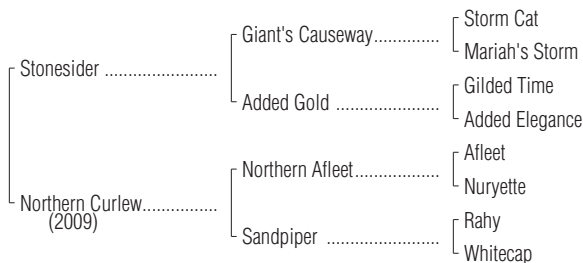 Storm Cat
Giant's Causeway..............
Mariah's Storm
Stonesider ........................
Gilded Time
Added Gold ......................
Added Elegance
Afleet
Northern Afleet..................
Nuryette
Northern Curlew................
(2009)
Rahy
Sandpiper ........................
Whitecap